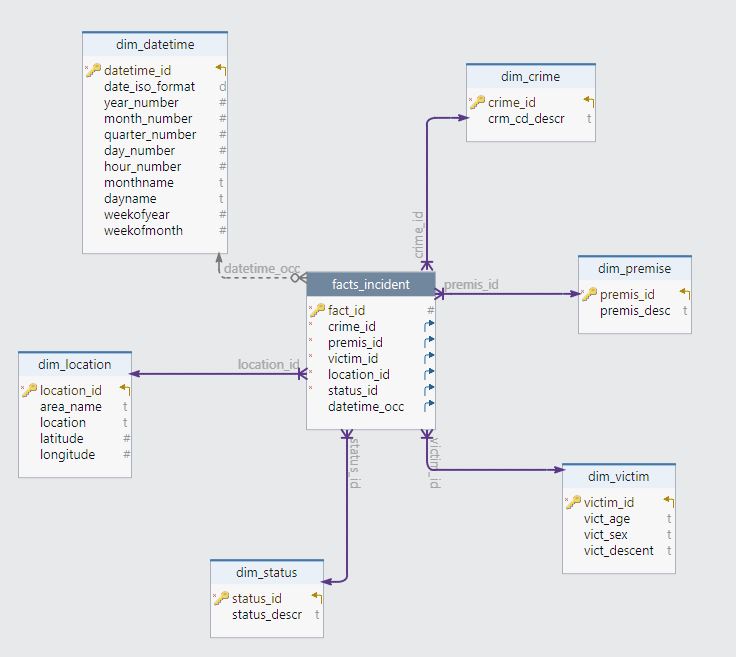 dim_datetime
datetime_id
date_iso_format d
year_number #
month_number #
quarter_number #
day_number #
hour_number #
monthname t
dayname t
weekofyear #
weekofmonth #
dim_crime
crime_id
crm_cd_descr t
crime_id
datetime_occ
facts_incident
fact_id #
crime_id
premis_id
victim_id
location_id
status_id
datetime_occ
premis_id
dim_premise
premis_id
premis_desc t
location_id
dim_location
location_id
area_name t
location t
latitude #
longitude #
status_id
victim_id
dim_victim
victim_id
vict_age t
vict_sex t
vict_descent t
dim_status
status_id
status_descr t